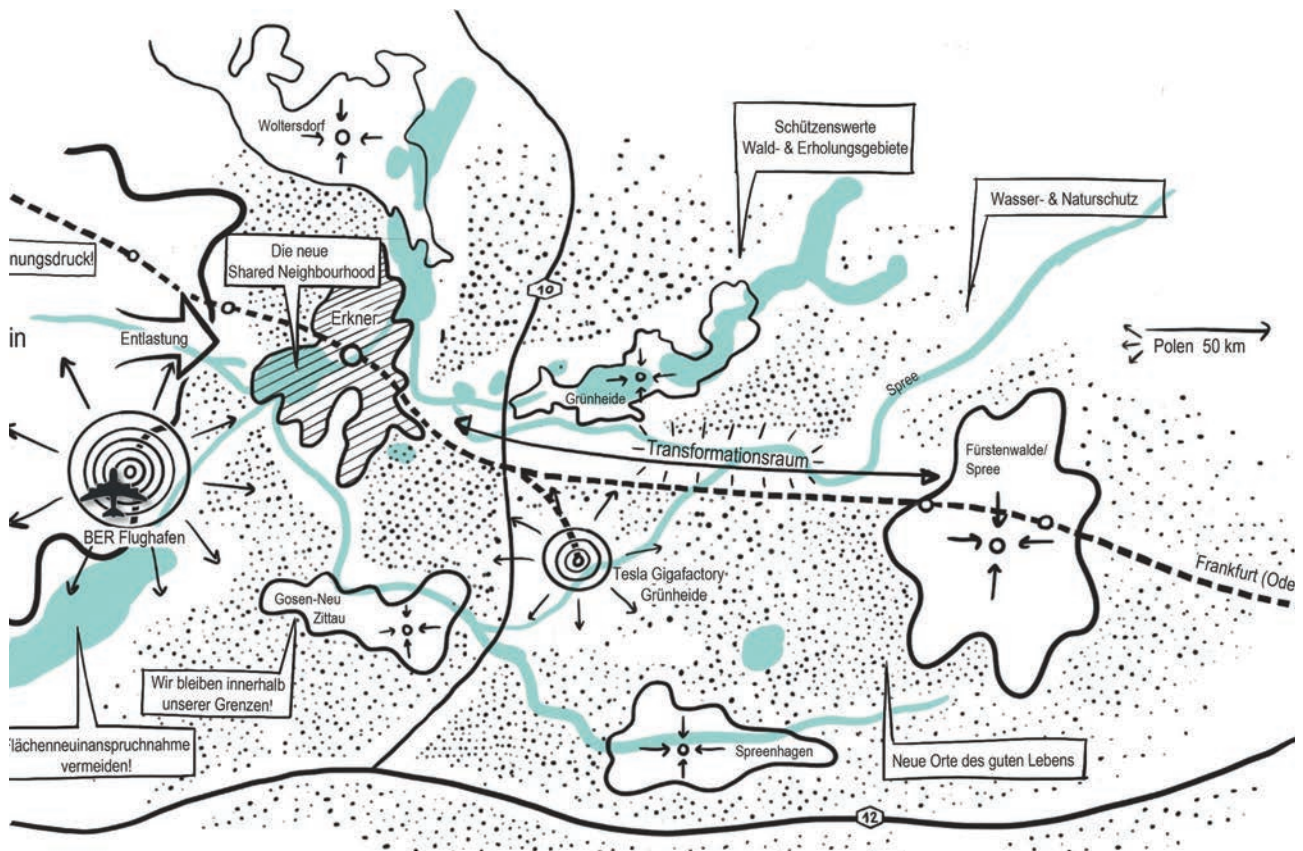 Woltersdorf
Schützenswerte
Wald- & Erholungsgebiete
Wasser- & Naturschutz
nungsdruck!
Die neue
Shared Neighbourhood
10
Erkner
in
Entlastung
Polen 50 km
Grünheide
Spree
Transformationsraum
Fürstenwalde/
Spree
BER Flughafen
Tesla Gigafactory
Grünheide
Frankfurt (Ode
Gosen-Neu
Zittau
Wir bleiben innerhalb
unserer Grenzen!
lächenneuinanspruchnahme
vermeiden!
Spreenhagen
Neue Orte des guten Lebens
12